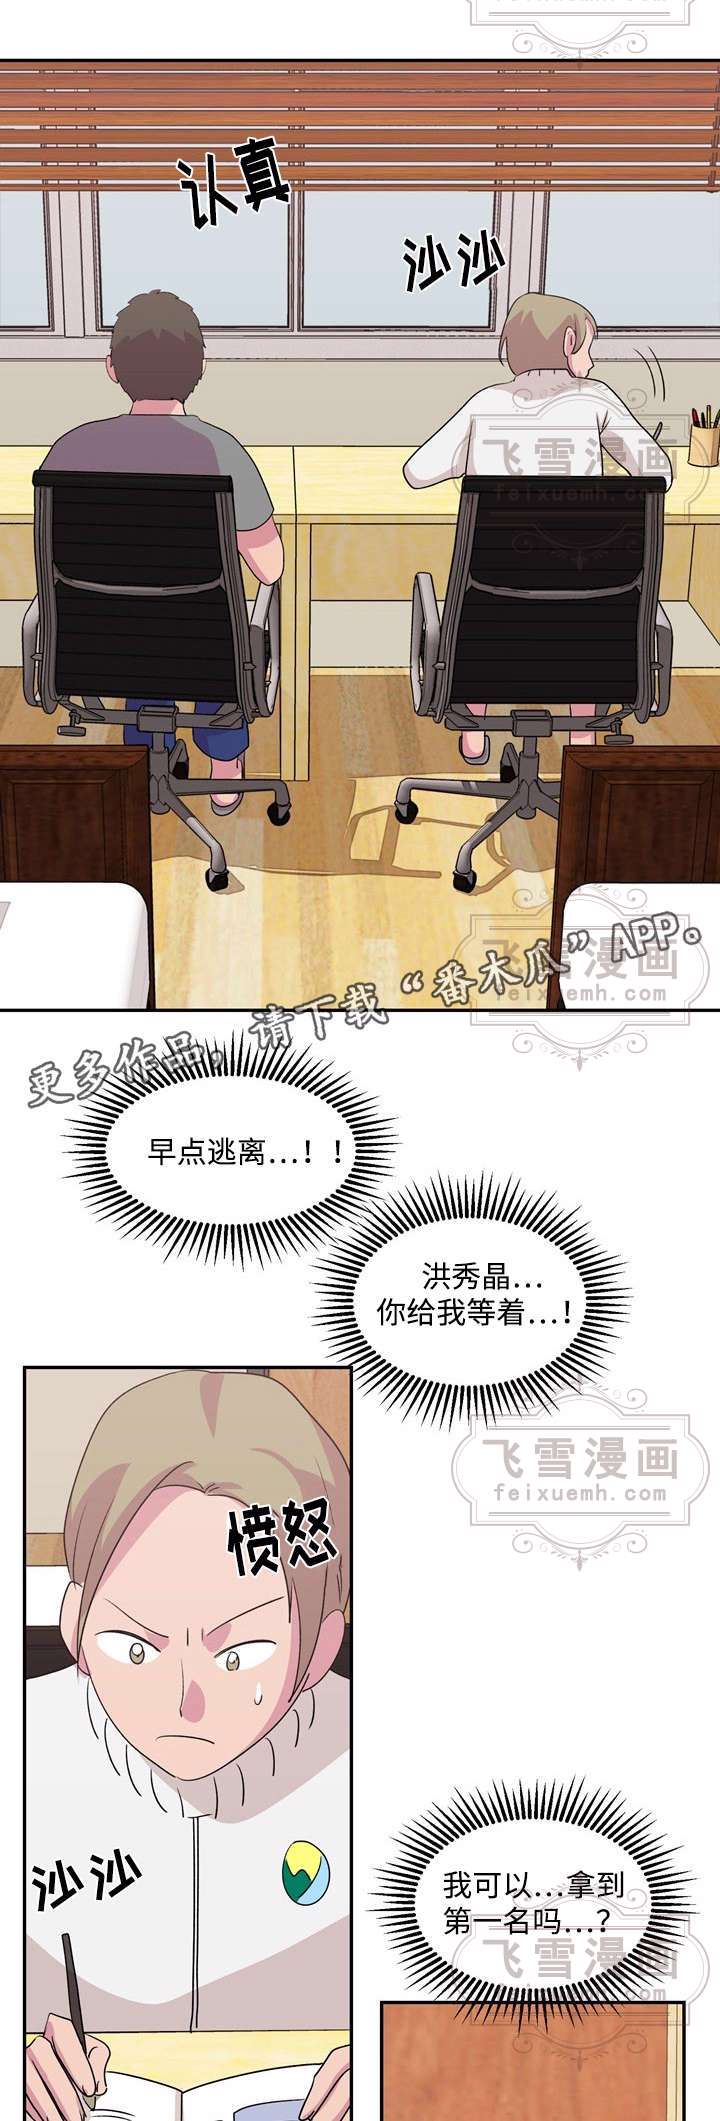 认真
沙沙
飞雪漫画
feixuemh.com
更多作品，请下载“番木瓜”APP。
飞雪漫画
feixuemh.com
早点逃离...！！
洪秀晶...
你给我等着...！
飞雪漫画
feixuemh.com
愤怒
沙沙
我可以...拿到
第一名吗...？
飞雪漫画
feixuemh.com